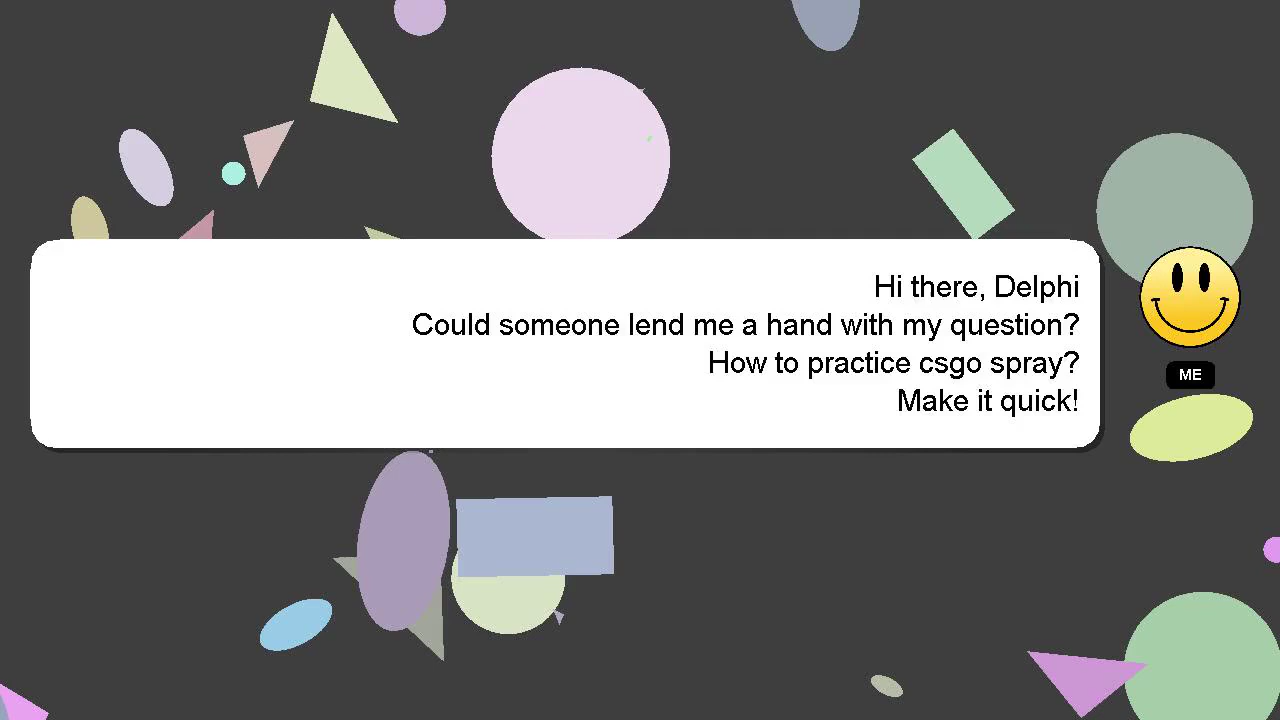 Hi there, Delphi
Could someone lend me a hand with my question?
How to practice csgo spray?
Make it quick!
ME